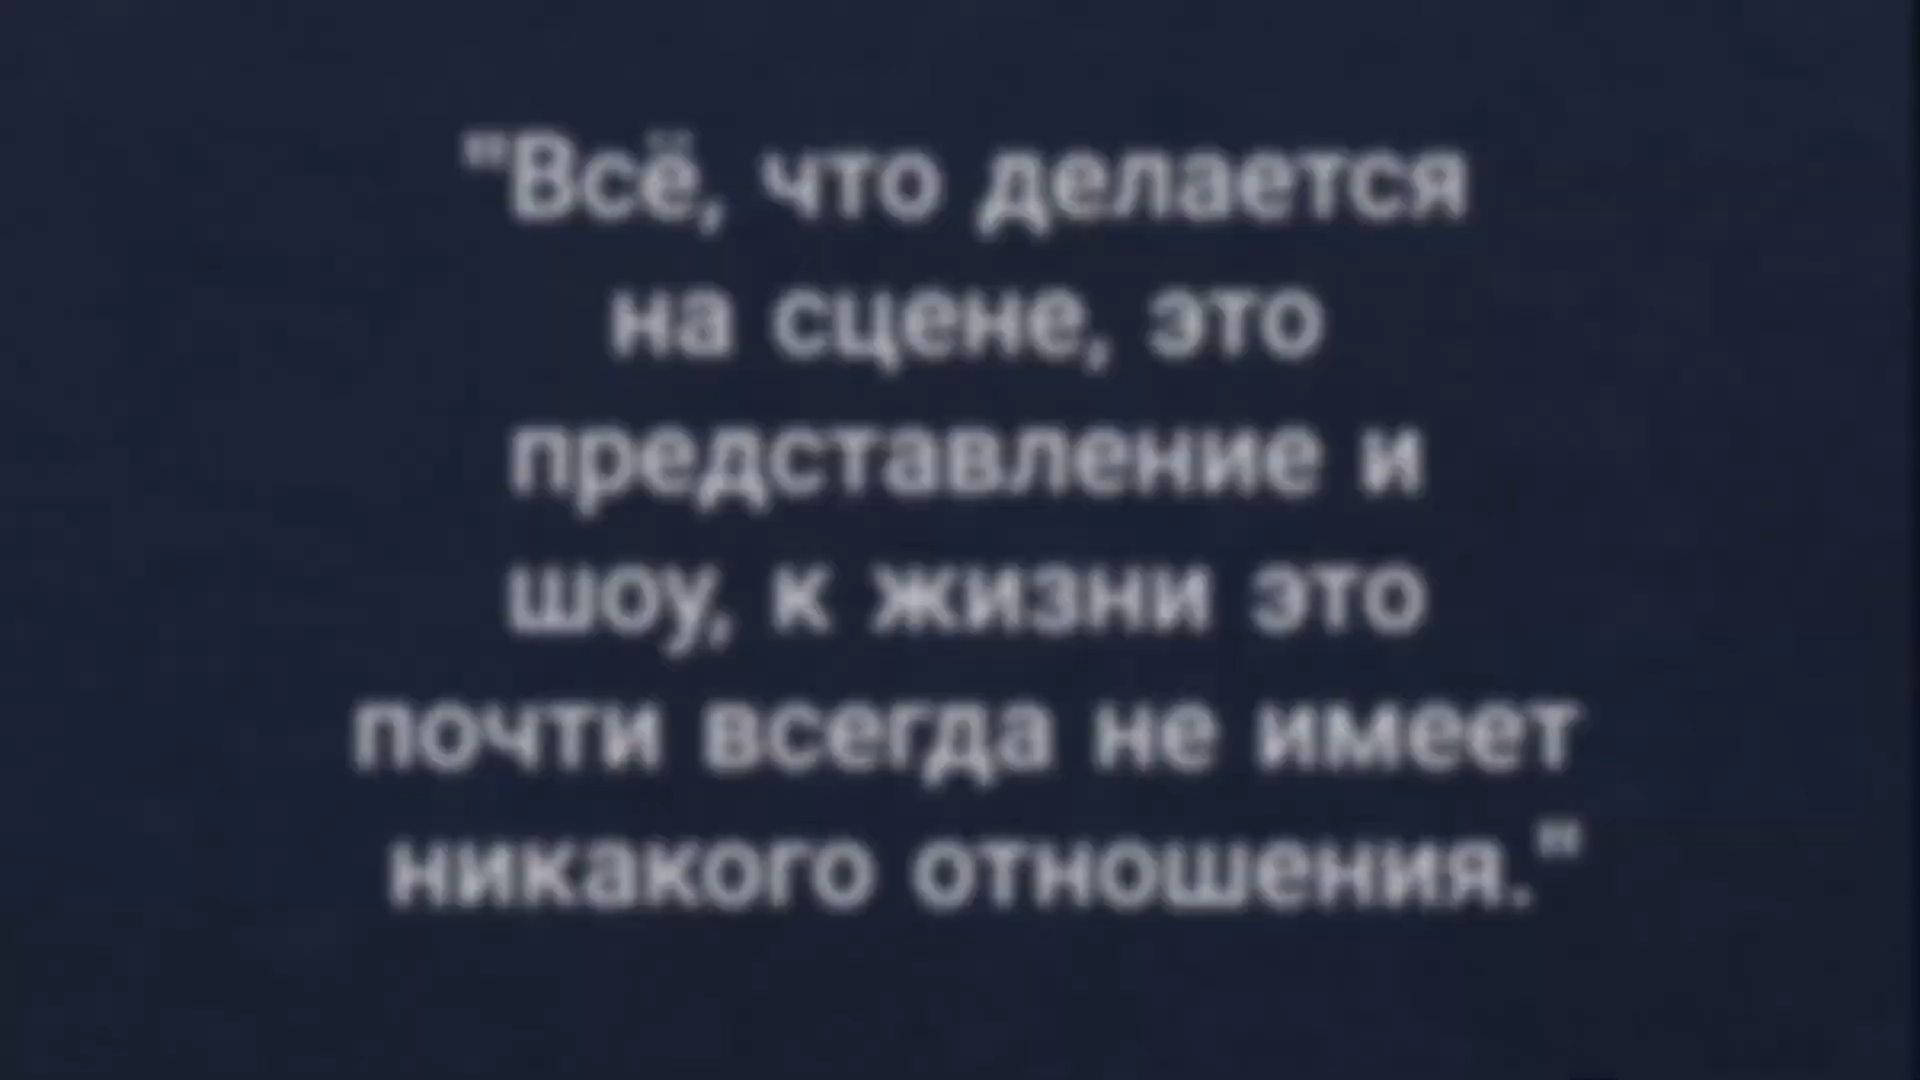 "Всё, что делается
на сцене, это
представление и
шоу, к жизни это
почти всегда не имеет
никакого отношения."